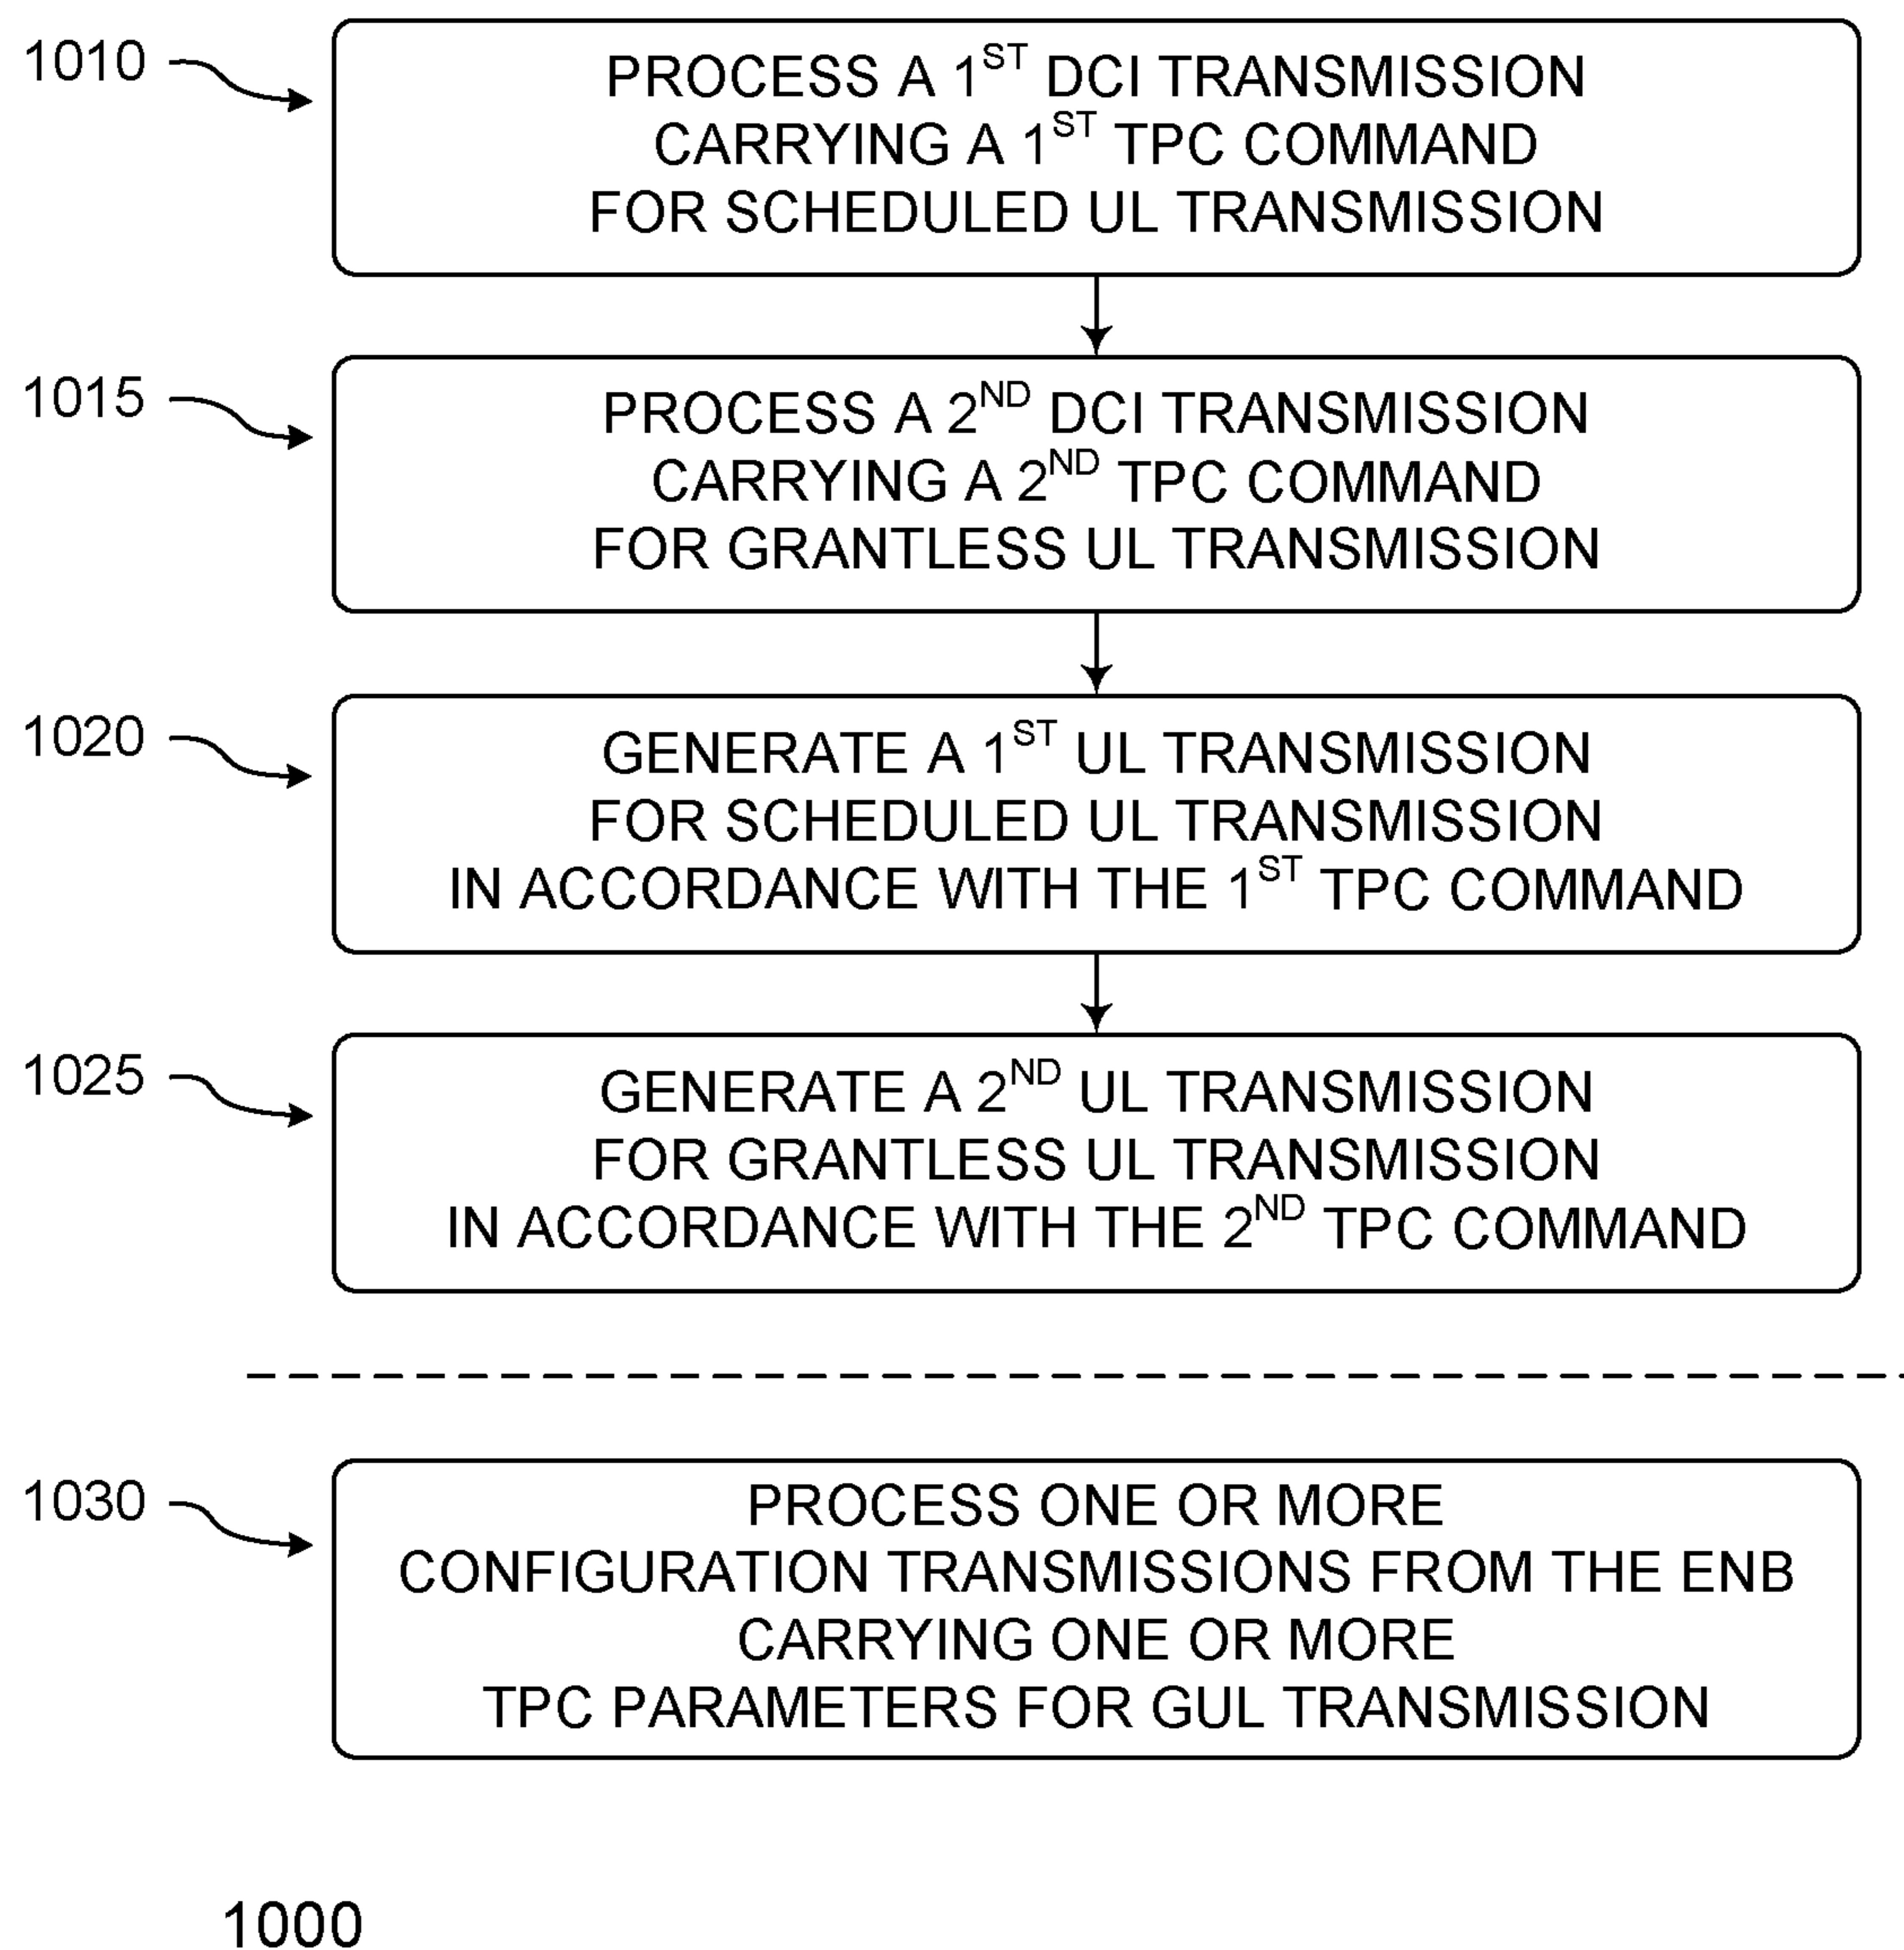 1010
PROCESS A 1ST DCI TRANSMISSION
CARRYING A 1ST TPC COMMAND
FOR SCHEDULED UL TRANSMISSION
1015
PROCESS A 2ND DCI TRANSMISSION
CARRYING A 2ND TPC COMMAND
FOR GRANTLESS UL TRANSMISSION
1020
GENERATE A 1ST UL TRANSMISSION
FOR SCHEDULED UL TRANSMISSION
IN ACCORDANCE WITH THE 1ST TPC COMMAND
1025
GENERATE A 2ND UL TRANSMISSION
FOR GRANTLESS UL TRANSMISSION
IN ACCORDANCE WITH THE 2ND TPC COMMAND
1030
PROCESS ONE OR MORE
CONFIGURATION TRANSMISSIONS FROM THE ENB
CARRYING ONE OR MORE
TPC PARAMETERS FOR GUL TRANSMISSION
1000